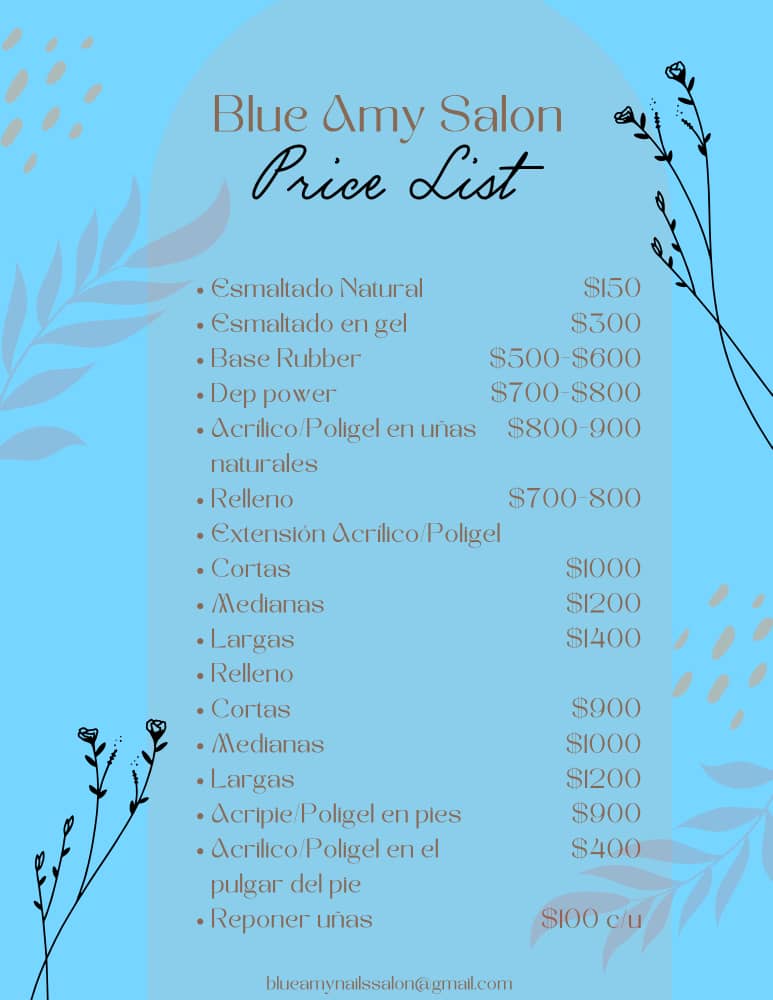 Blue Amy Salon
Price List
• Esmaltado Natural $150
• Esmaltado en gel $300
• Base Rubber $500-$600
• Dep power $700-$800
• Acrílico/Poligel en uñas $800-900
naturales
• Relleno $700-800
• Extensión Acrílico/Poligel
• Cortas $1000
• Medianas $1200
• Largas $1400
• Relleno
• Cortas $900
• Medianas $1000
• Largas $1200
• Acripie/Poligel en pies $900
• Acrílico/Poligel en el $400
pulgar del pie
• Reponer uñas $100 c/u
blueamynailssalon@gmail.com